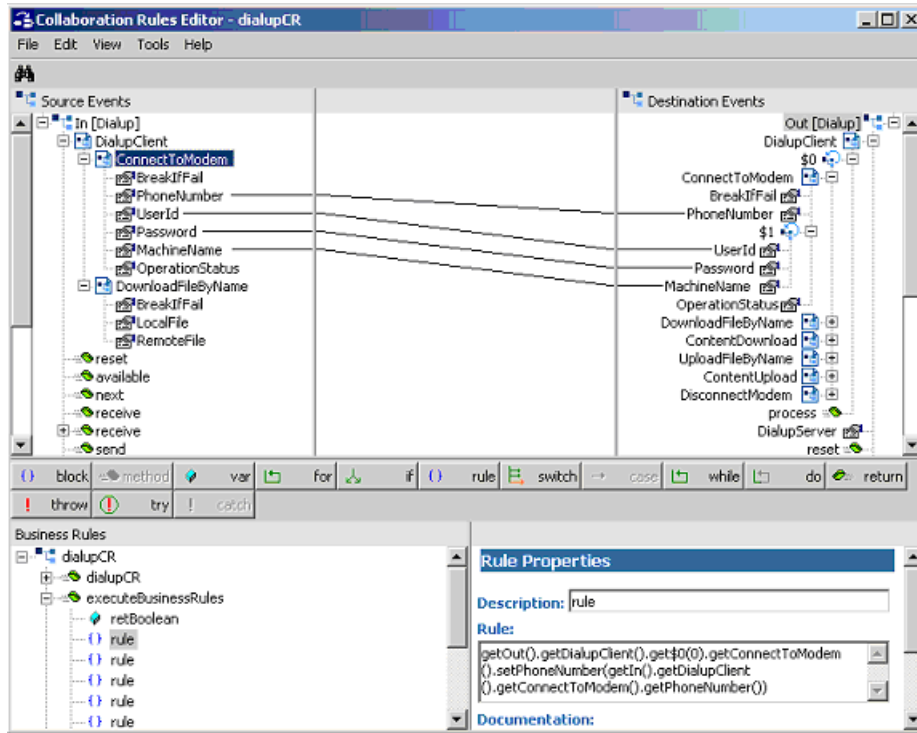 Collaboration Rules Editor - dialupCR
File Edit View Tools Help
Source Events
In [Dialup]
DialupClient
ConnectToModem
BreakIfFail
PhoneNumber
UserId
Password
MachineName
OperationStatus
DownloadFileByName
BreakIfFail
LocalFile
RemoteFile
reset
available
next
receive
receive
send
Destination Events
Out [Dialup]
DialupClient
$0
ConnectToModem
BreakIfFail
PhoneNumber
$1
UserId
Password
MachineName
OperationStatus
DownloadFileByName
ContentDownload
UploadFileByName
ContentUpload
DisconnectModem
process
DialupServer
reset
block method var for if rule switch case while do return
throw try catch
Business Rules
dialupCR
dialupCR
executeBusinessRules
retBoolean
rule
rule
rule
rule
rule
Rule Properties
Description: rule
Rule:
getOut().getDialupClient().get$0(0).getConnectToModem
().setPhoneNumber(getIn().getDialupClient
().getConnectToModem().getPhoneNumber())
Documentation: